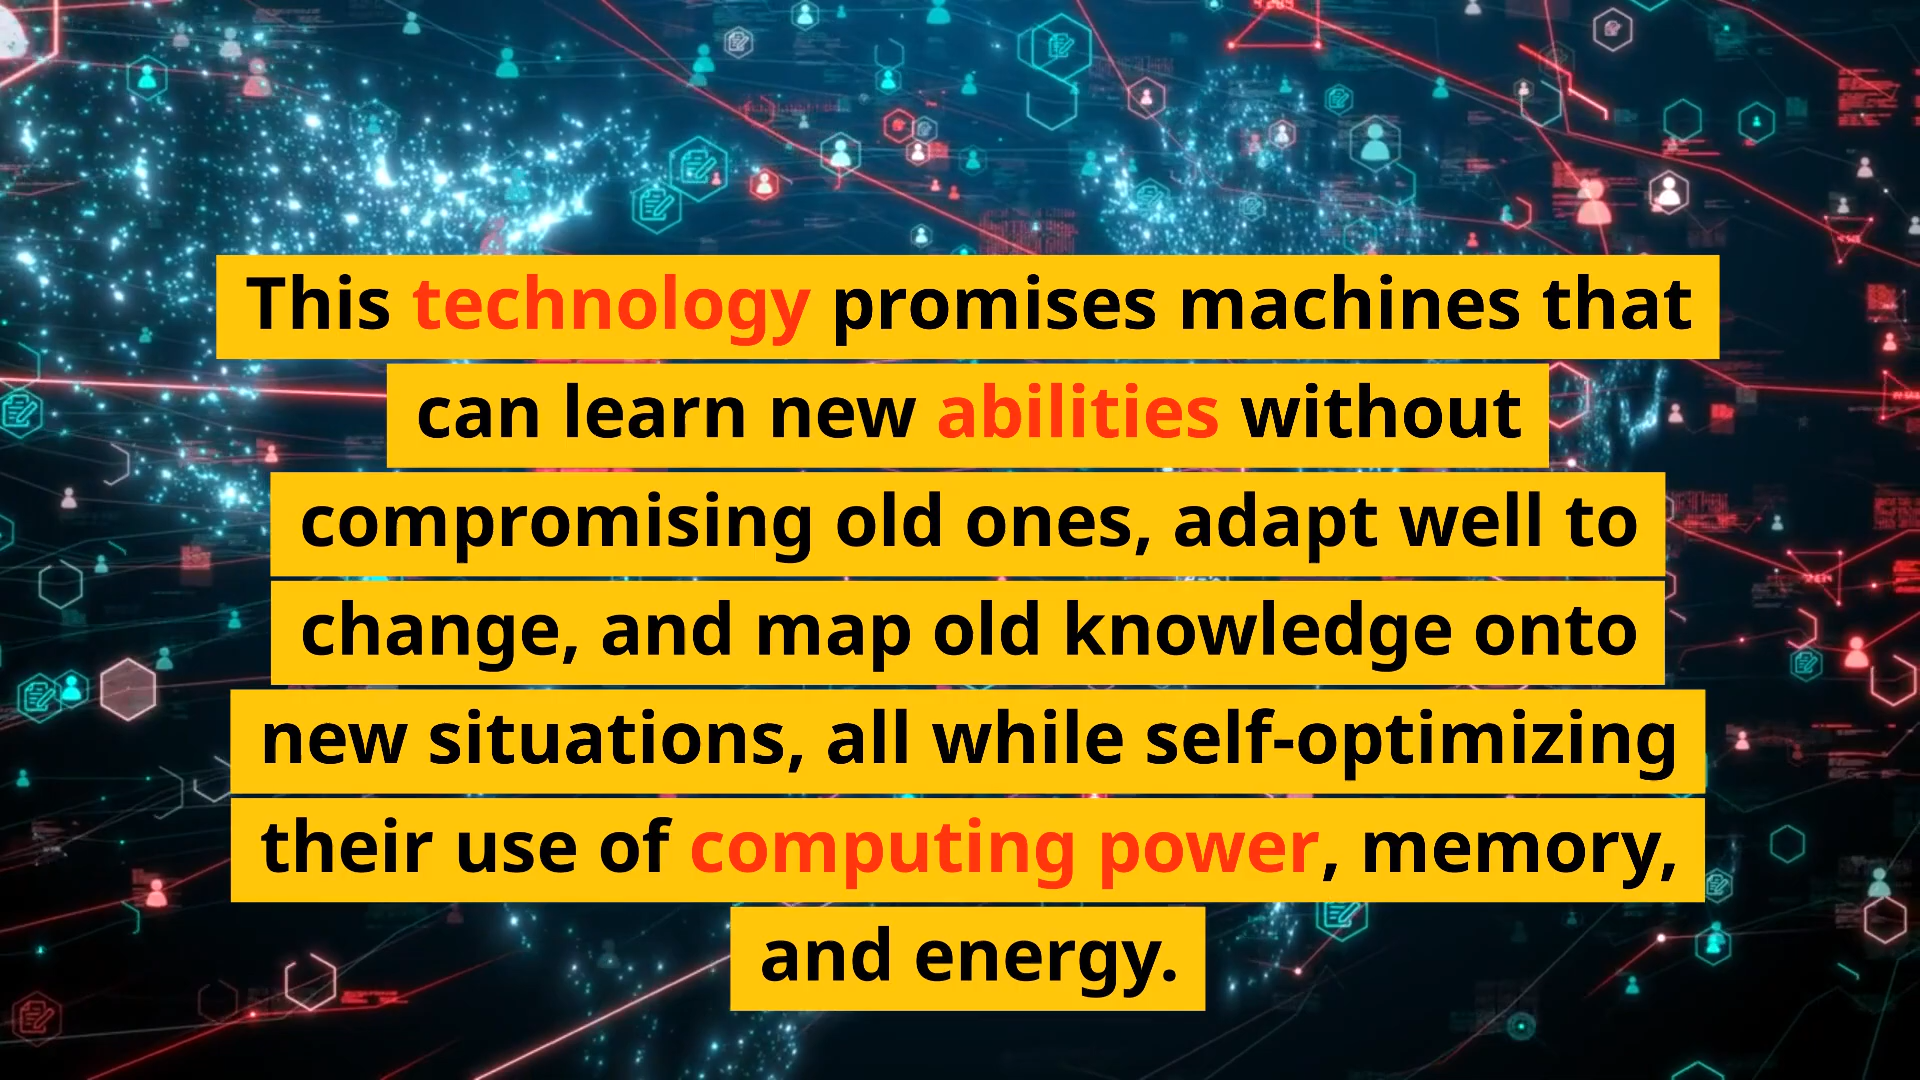 This technology promises machines that
can learn new abilities without
compromising old ones, adapt well to
change, and map old knowledge onto
new situations, all while self-optimizing
their use of computing power, memory,
and energy.